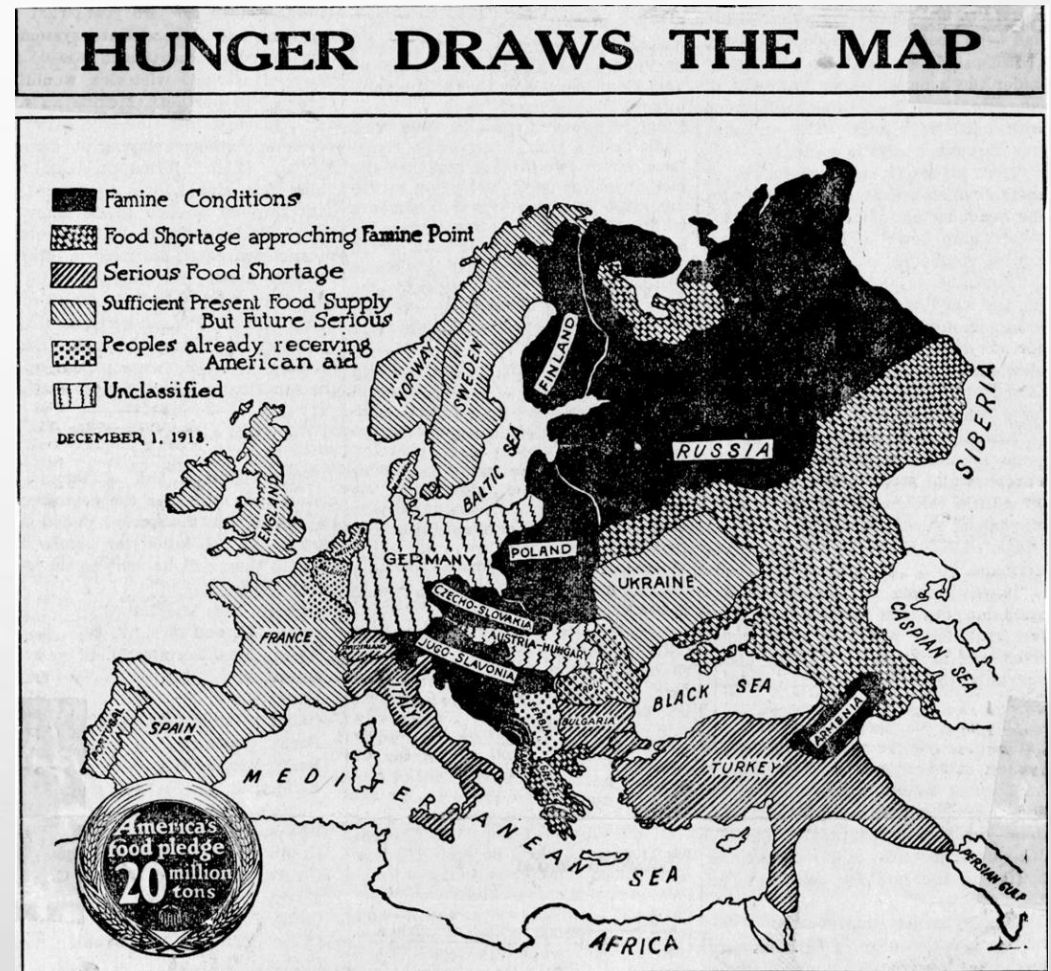 HUNGER DRAWS THE MAP
Famine Conditions
Food Shortage approching Famine Point
Serious Food Shortage
Sufficient Present Food Supply
But Future Serious
Peoples already receiving
American aid
Unclassified
DECEMBER 1, 1918.
NORWAY
SWEDEN
FINLAND
BALTIC SEA
RUSSIA
SIBERIA
ENGLAND
GERMANY
POLAND
UKRAINE
CZECHO-SLOVAKIA
AUSTRIA-HUNGARY
FRANCE
SWITZERLAND
JUGO-SLAVONIA
CASPIAN SEA
ITALY
BLACK SEA
BULGARIA
ARMENIA
PORTUGAL
SPAIN
TURKEY
MEDITERRANEAN SEA
PERSIAN GULF
AFRICA
America's
food pledge
20 million
tons